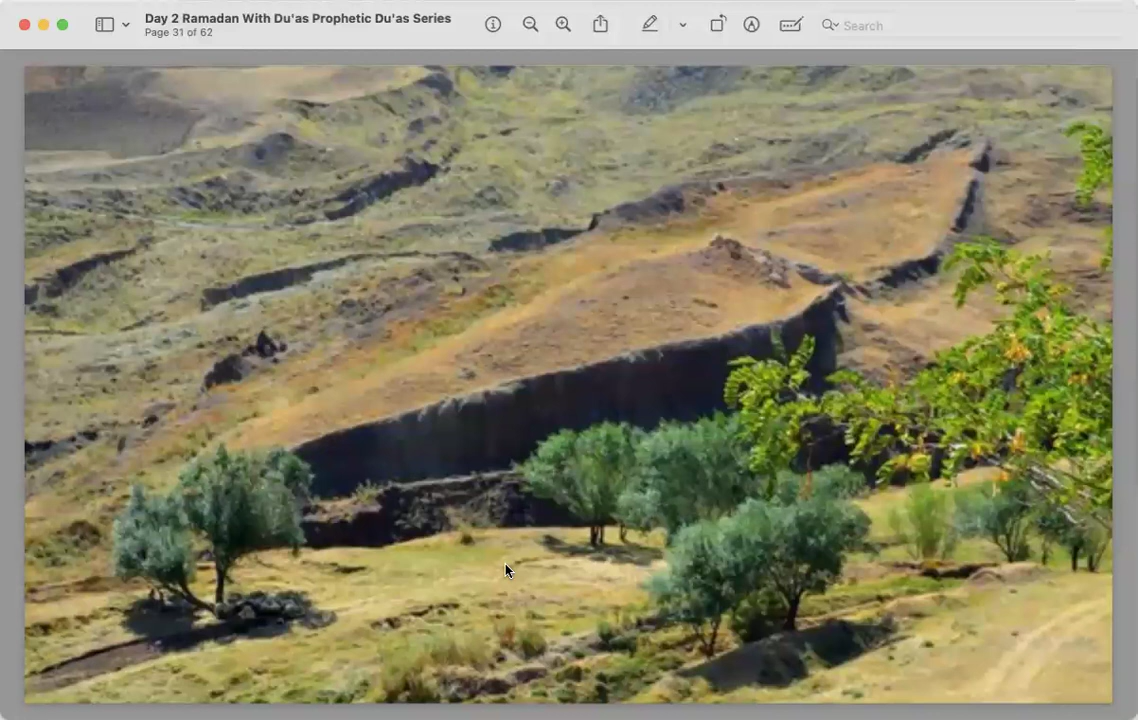 Day 2 Ramadan With Du'as Prophetic Du'as Series
Page 31 of 62
Search